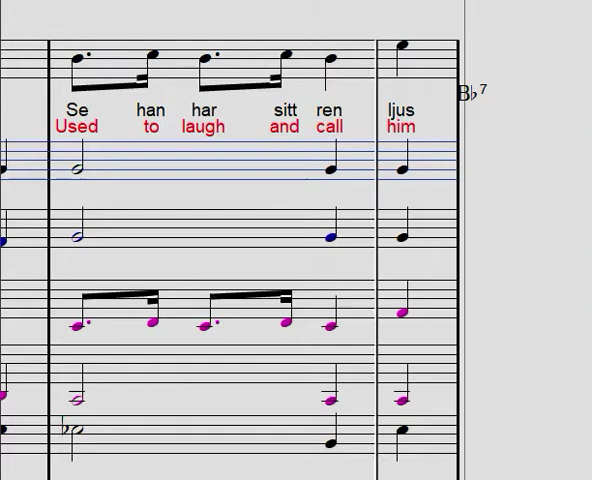 B♭7
Se han har sitt ren ljus
Used to laugh and call him